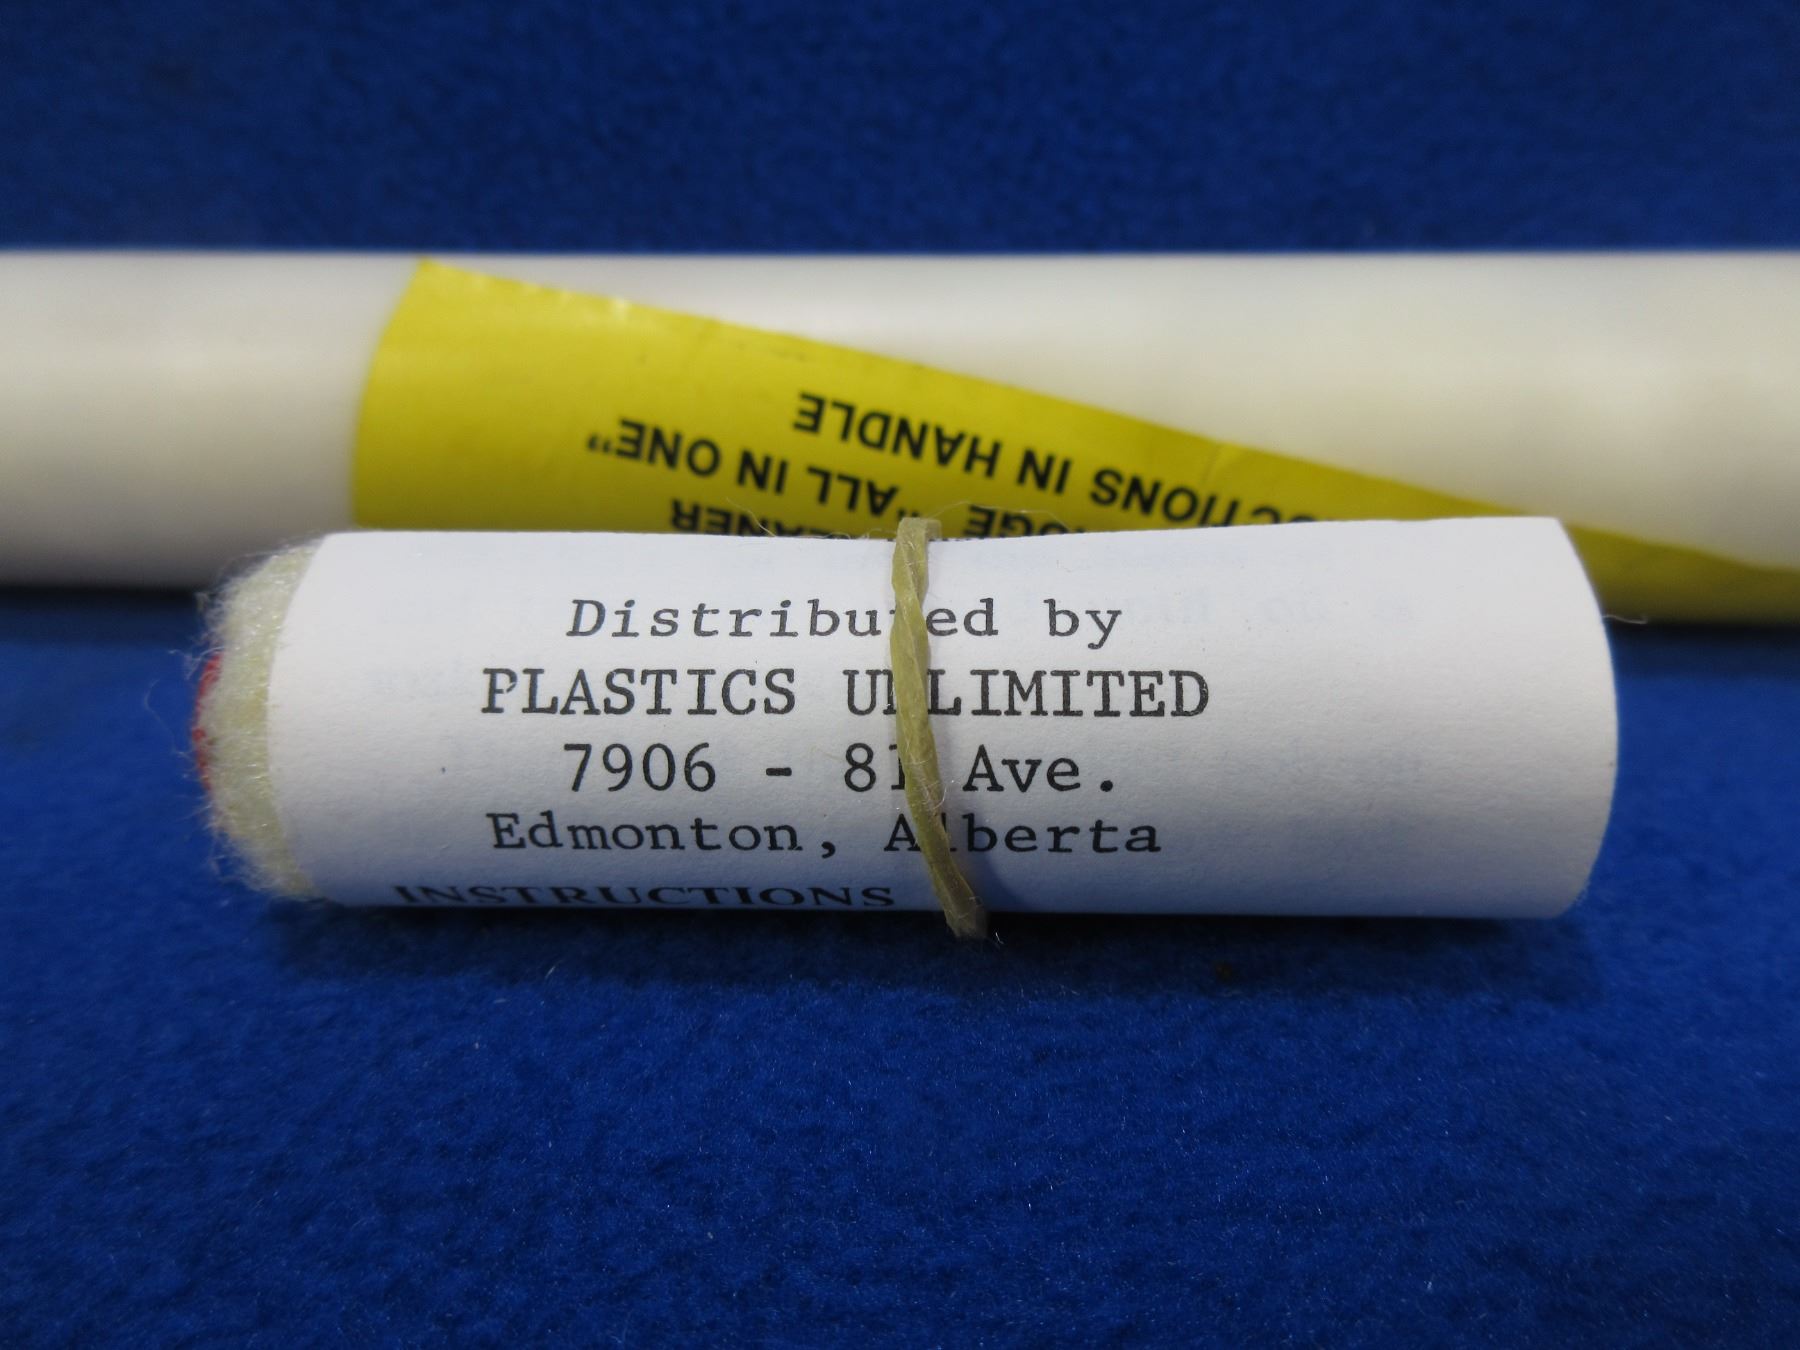 Distributed by
PLASTICS UNLIMITED
7906 - 81 Ave.
Edmonton, Alberta
INSTRUCTIONS
"ALL IN ONE"
IN HANDLE